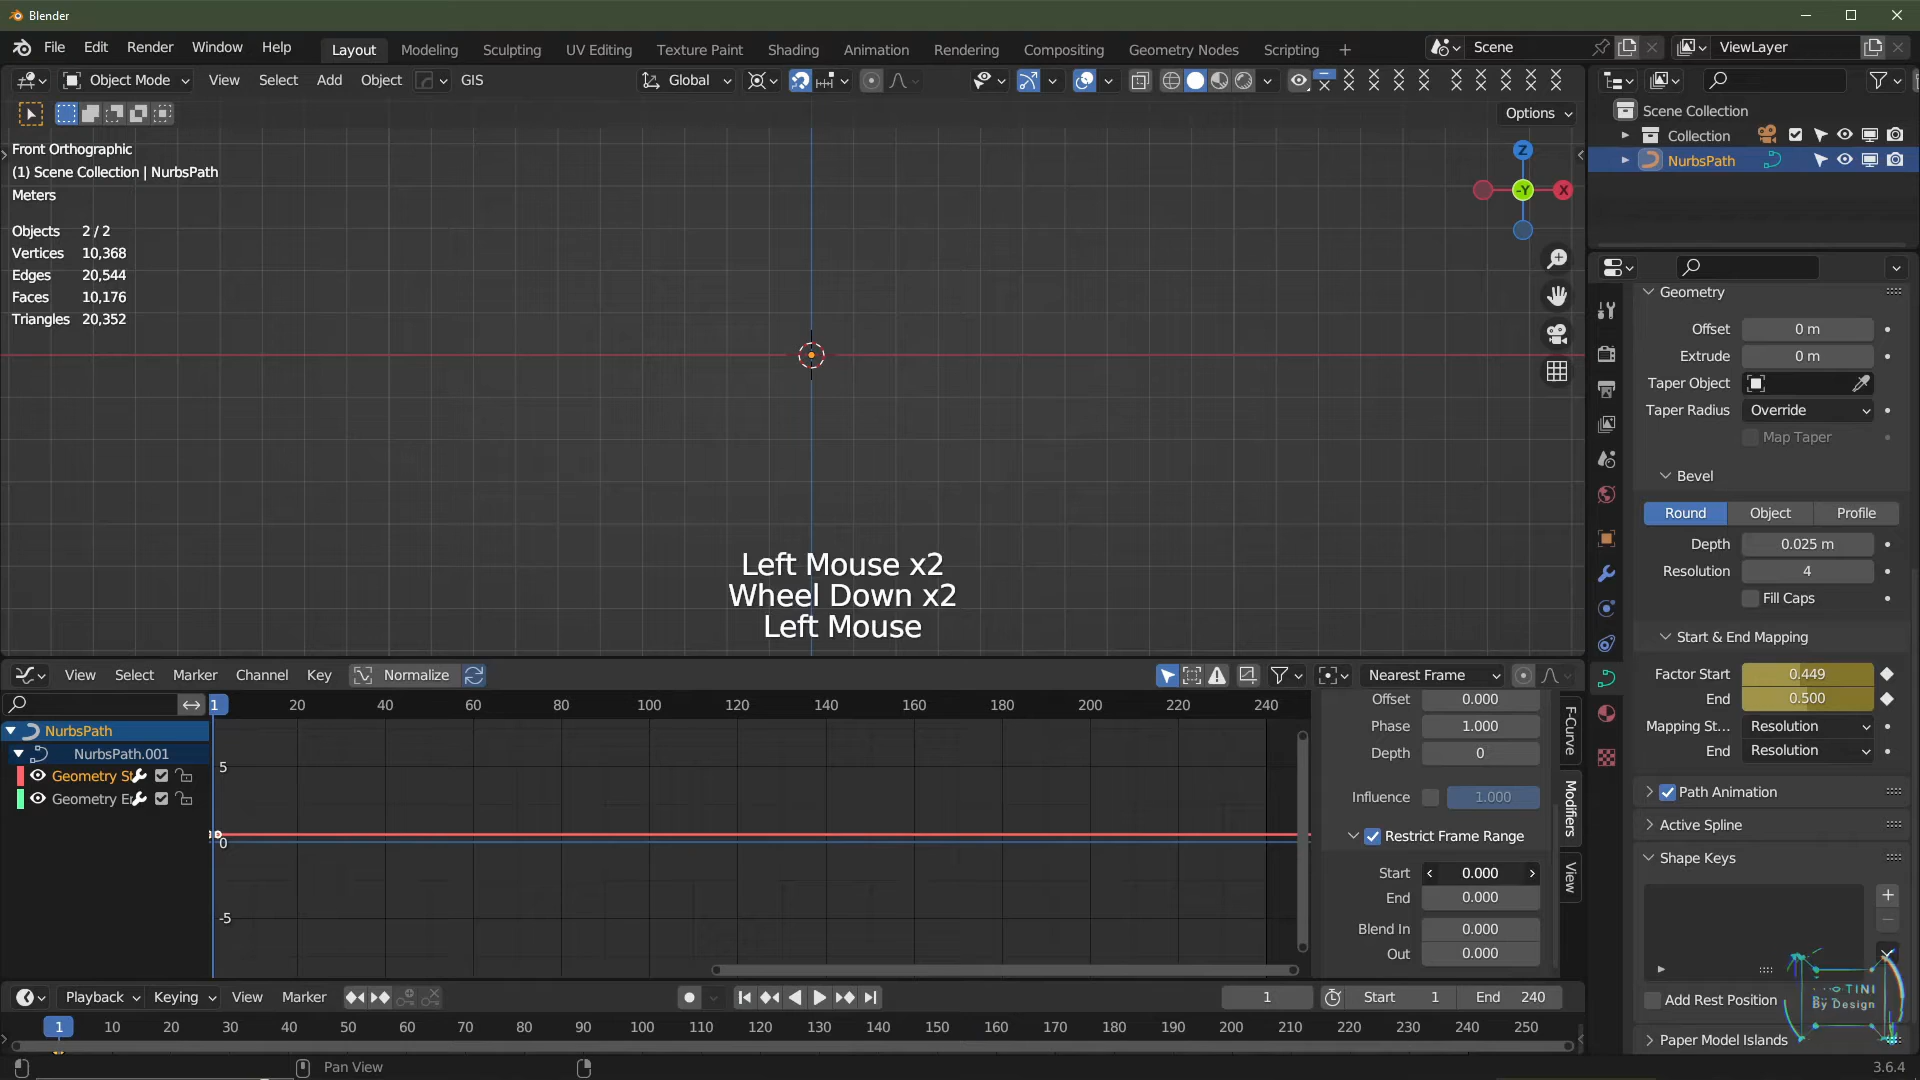 Blender
File Edit Render Window Help Layout Modeling Sculpting UV Editing Texture Paint Shading Animation Rendering Compositing Geometry Nodes Scripting Scene ViewLayer
Object Mode View Select Add Object GIS Global
Options
Front Orthographic
(1) Scene Collection | NurbsPath
Meters
Objects 2 / 2
Vertices 10,368
Edges 20,544
Faces 10,176
Triangles 20,352
Z
-Y
X
Left Mouse x2
Wheel Down x2
Left Mouse
Scene Collection
Collection
NurbsPath
Geometry
Offset 0 m
Extrude 0 m
Taper Object
Taper Radius Override
Map Taper
Bevel
Round Object Profile
Depth 0.025 m
Resolution 4
Fill Caps
Start & End Mapping
Factor Start 0.449
End 0.500
Mapping St... Resolution
End Resolution
Path Animation
Active Spline
Shape Keys
Add Rest Position
Paper Model Islands
View Select Marker Channel Key Normalize Nearest Frame
1 20 40 60 80 100 120 140 160 180 200 220 240
NurbsPath
NurbsPath.001
Geometry St
Geometry Er
5
0
-5
Offset 0.000
Phase 1.000
Depth 0
Influence 1.000
Restrict Frame Range
Start 0.000
End 0.000
Blend In 0.000
Out 0.000
F-Curve
Modifiers
View
Playback Keying View Marker 1 Start 1 End 240
1 10 20 30 40 50 60 70 80 90 100 110 120 130 140 150 160 170 180 190 200 210 220 230 240 250
Pan View
3.6.4
By Design